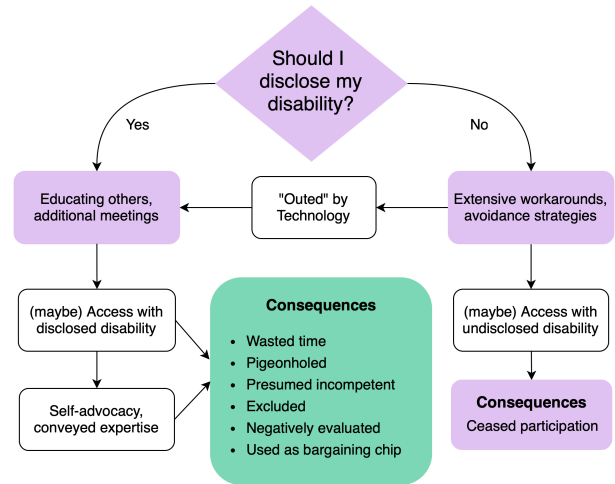 Should I
disclose my
disability?
Yes
No
Educating others,
additional meetings
"Outed" by
Technology
Extensive workarounds,
avoidance strategies
(maybe) Access with
disclosed disability
Self-advocacy,
conveyed expertise
Consequences
• Wasted time
• Pigeonholed
• Presumed incompetent
• Excluded
• Negatively evaluated
• Used as bargaining chip
(maybe) Access with
undisclosed disability
Consequences
Ceased participation